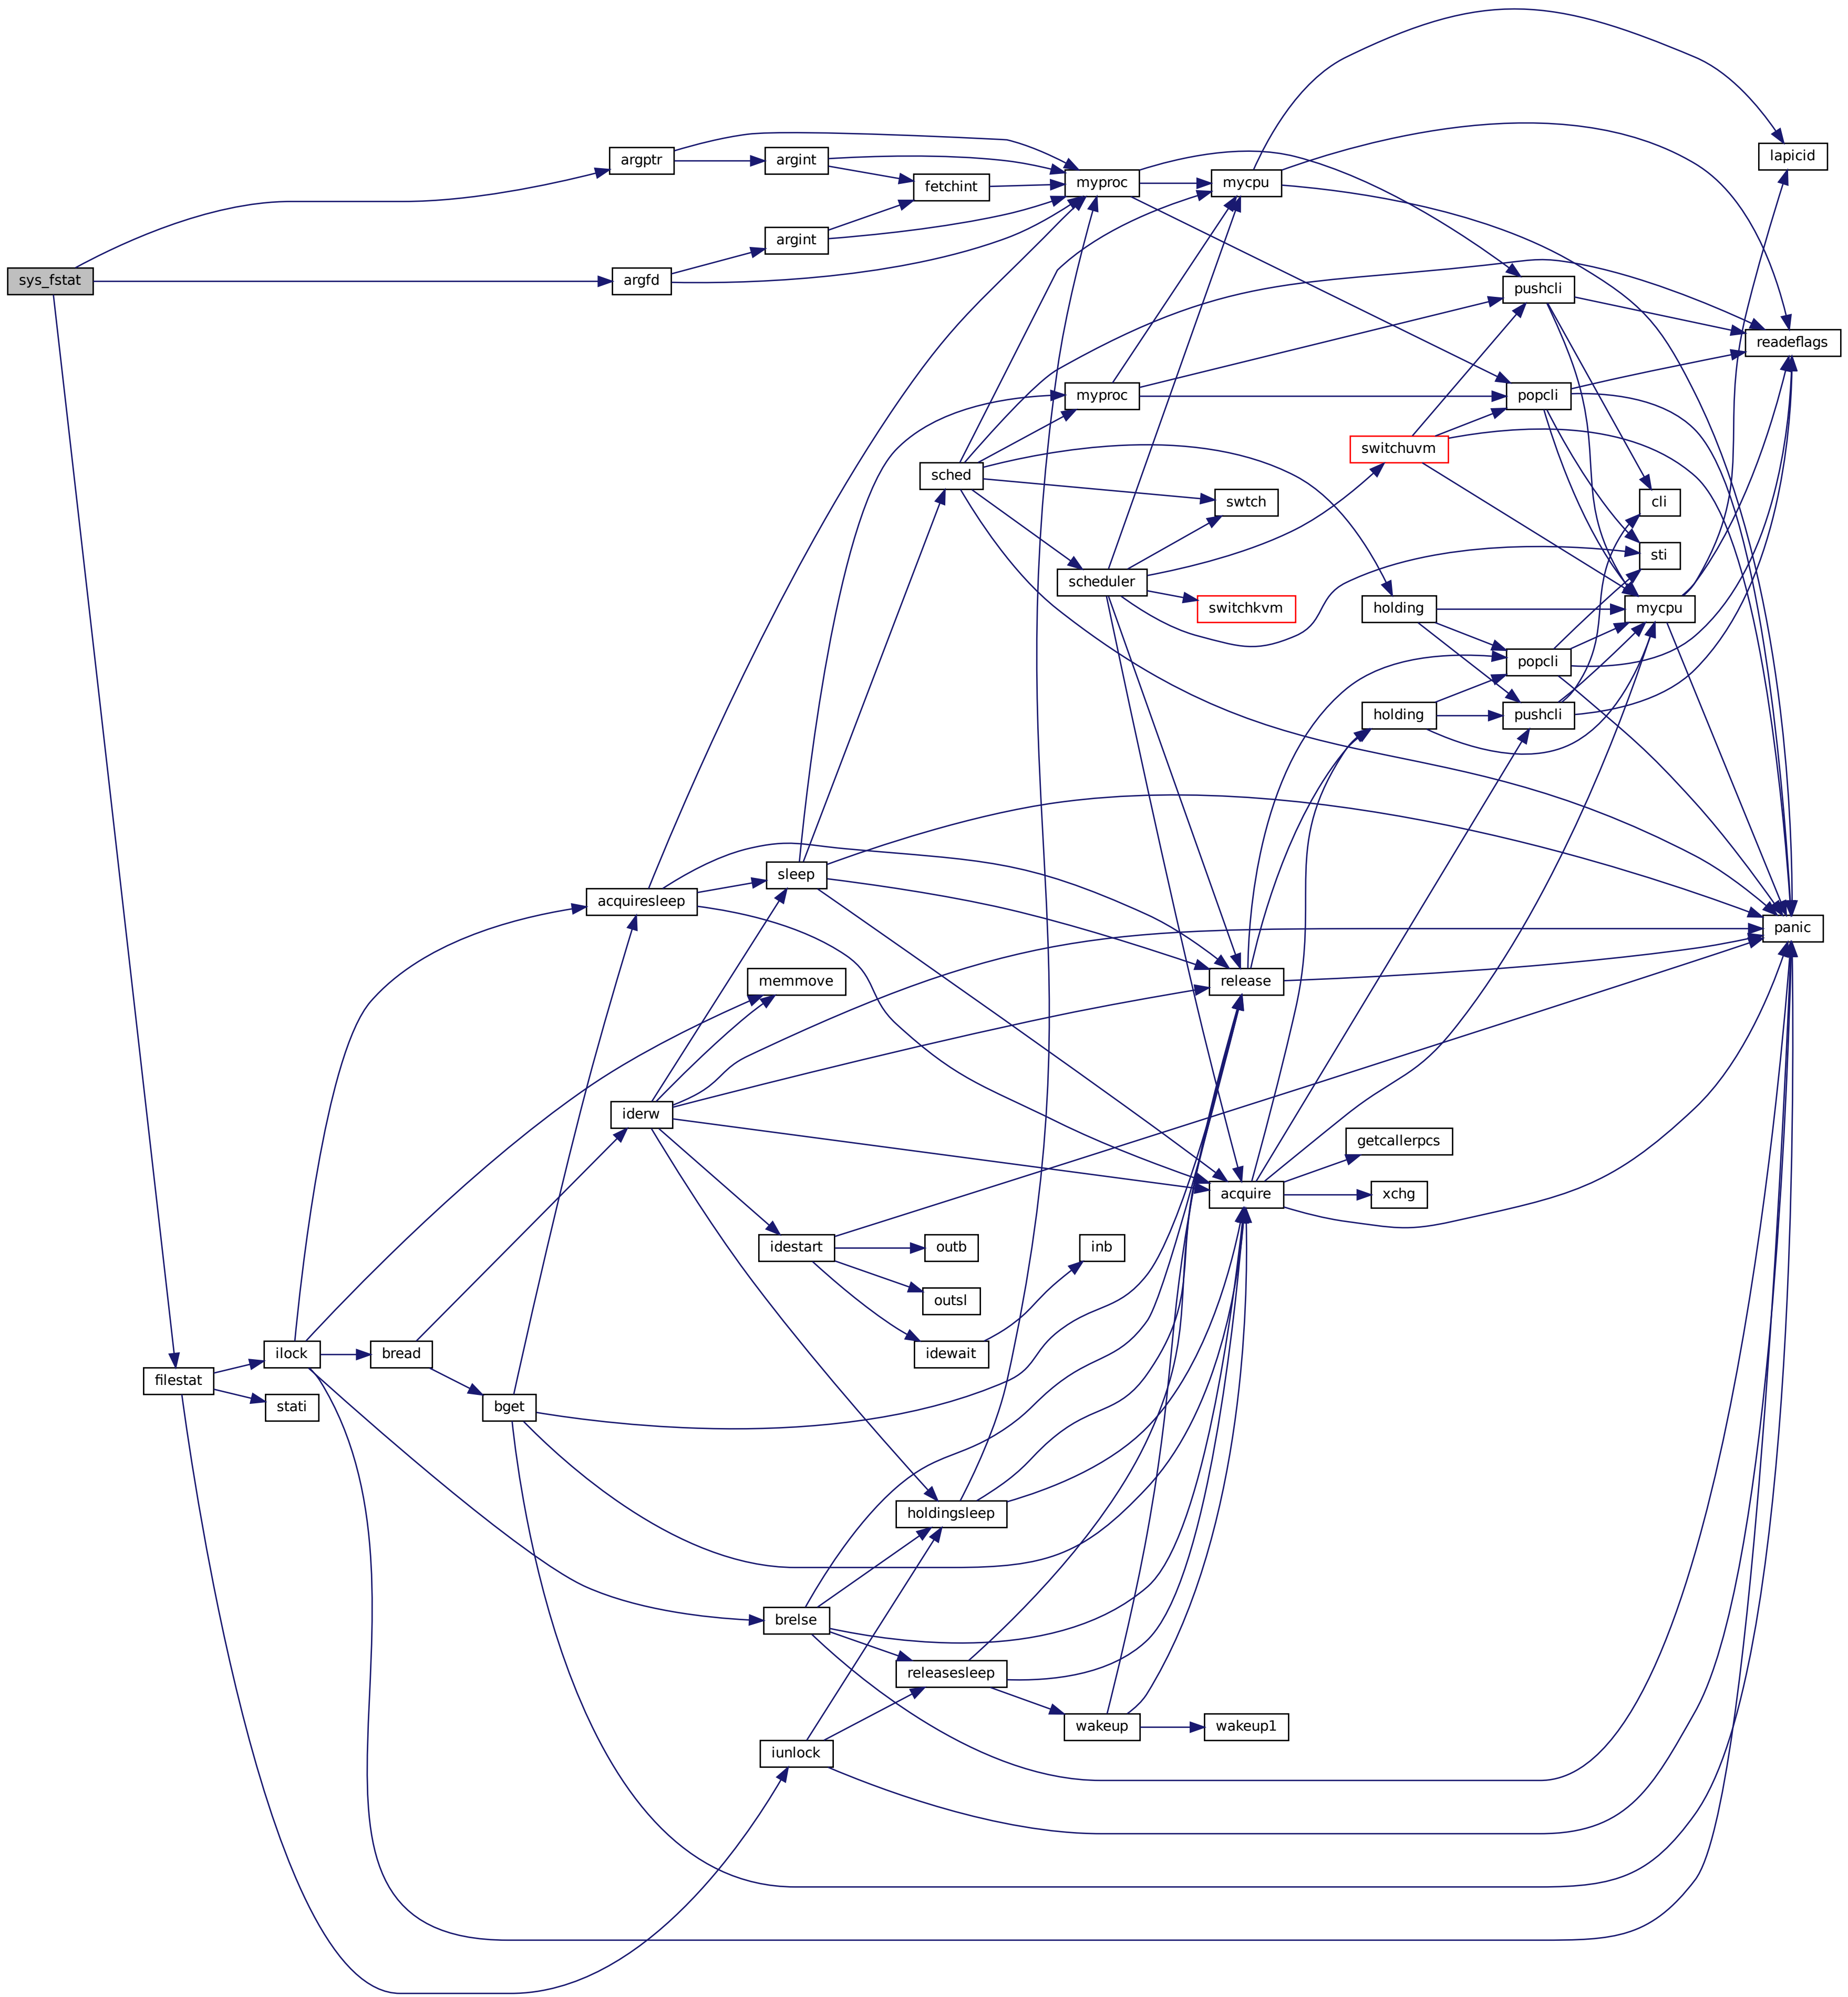 lapicid
argptr
argint
myproc
mycpu
fetchint
argint
sys_fstat
argfd
pushcli
readeflags
myproc
popcli
switchuvm
sched
swtch
cli
sti
scheduler
switchkvm
holding
mycpu
popcli
holding
pushcli
sleep
acquiresleep
panic
memmove
release
iderw
getcallerpcs
acquire
xchg
idestart
outb
inb
outsl
ilock
bread
idewait
filestat
stati
bget
holdingsleep
brelse
releasesleep
wakeup
wakeup1
iunlock